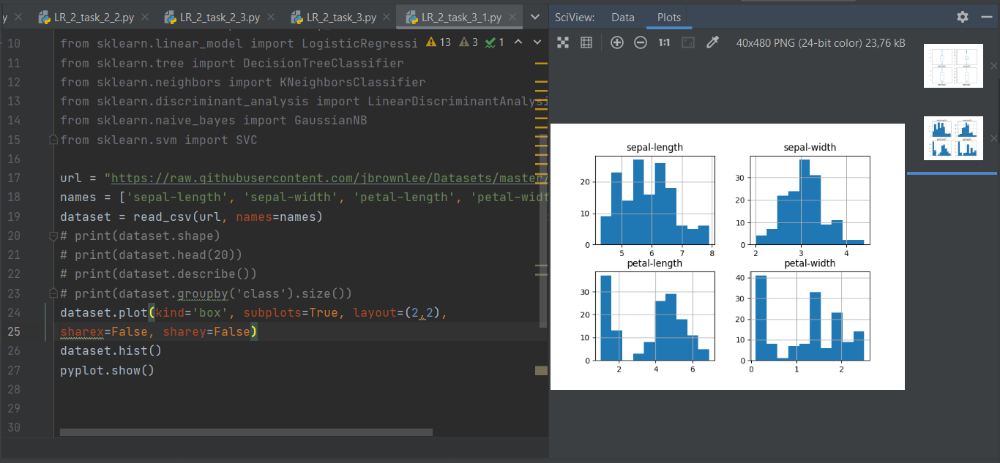 y LR_2_task_2_2.py LR_2_task_2_3.py LR_2_task_3.py LR_2_task_3_1.py
10 from sklearn.linear_model import LogisticRegressi 13 3 1
11 from sklearn.tree import DecisionTreeClassifier
12 from sklearn.neighbors import KNeighborsClassifier
13 from sklearn.discriminant_analysis import LinearDiscriminantAnalysi
14 from sklearn.naive_bayes import GaussianNB
15 from sklearn.svm import SVC
16
17 url = "https://raw.githubusercontent.com/jbrownlee/Datasets/master/
18 names = ['sepal-length', 'sepal-width', 'petal-length', 'petal-widt
19 dataset = read_csv(url, names=names)
20 # print(dataset.shape)
21 # print(dataset.head(20))
22 # print(dataset.describe())
23 # print(dataset.groupby('class').size())
24 dataset.plot(kind='box', subplots=True, layout=(2,2),
25 sharex=False, sharey=False)
26 dataset.hist()
27 pyplot.show()
28
29
30
SciView: Data Plots
1:1 40x480 PNG (24-bit color) 23,76 kB
sepal-length
20
10
0
5 6 7 8
sepal-width
30
20
10
0
2 3 4
petal-length
30
20
10
0
2 4 6
petal-width
40
30
20
10
0
0 1 2